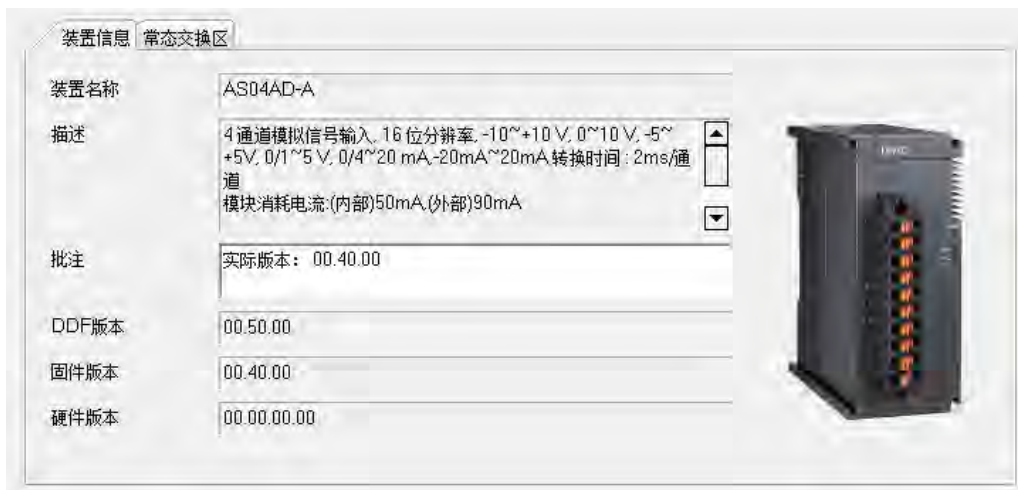 装置信息 常态交换区
装置名称 AS04AD-A
描述 4通道模拟信号输入, 16位分辨率, -10~+10 V, 0~10 V, -5~
+5V, 0/1~5 V, 0/4~20 mA,-20mA~20mA转换时间 : 2ms/通
道
模块消耗电流:(内部)50mA,(外部)90mA
批注 实际版本： 00.40.00
DDF版本 00.50.00
固件版本 00.40.00
硬件版本 00.00.00.00